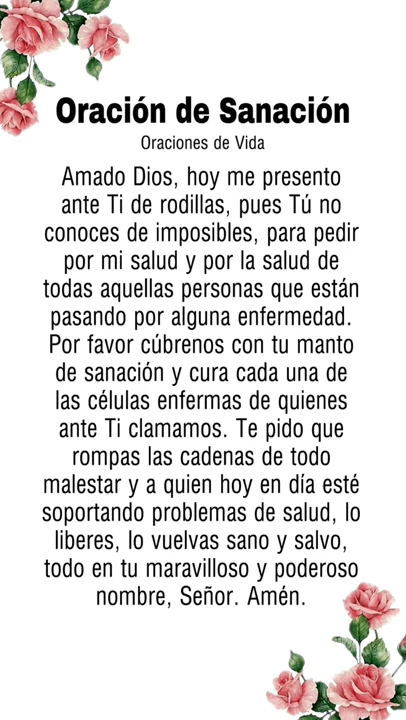 Oración de Sanación
Oraciones de Vida
Amado Dios, hoy me presento
ante Ti de rodillas, pues Tú no
conoces de imposibles, para pedir
por mi salud y por la salud de
todas aquellas personas que están
pasando por alguna enfermedad.
Por favor cúbrenos con tu manto
de sanación y cura cada una de
las células enfermas de quienes
ante Ti clamamos. Te pido que
rompas las cadenas de todo
malestar y a quien hoy en día esté
soportando problemas de salud, lo
liberes, lo vuelvas sano y salvo,
todo en tu maravilloso y poderoso
nombre, Señor. Amén.